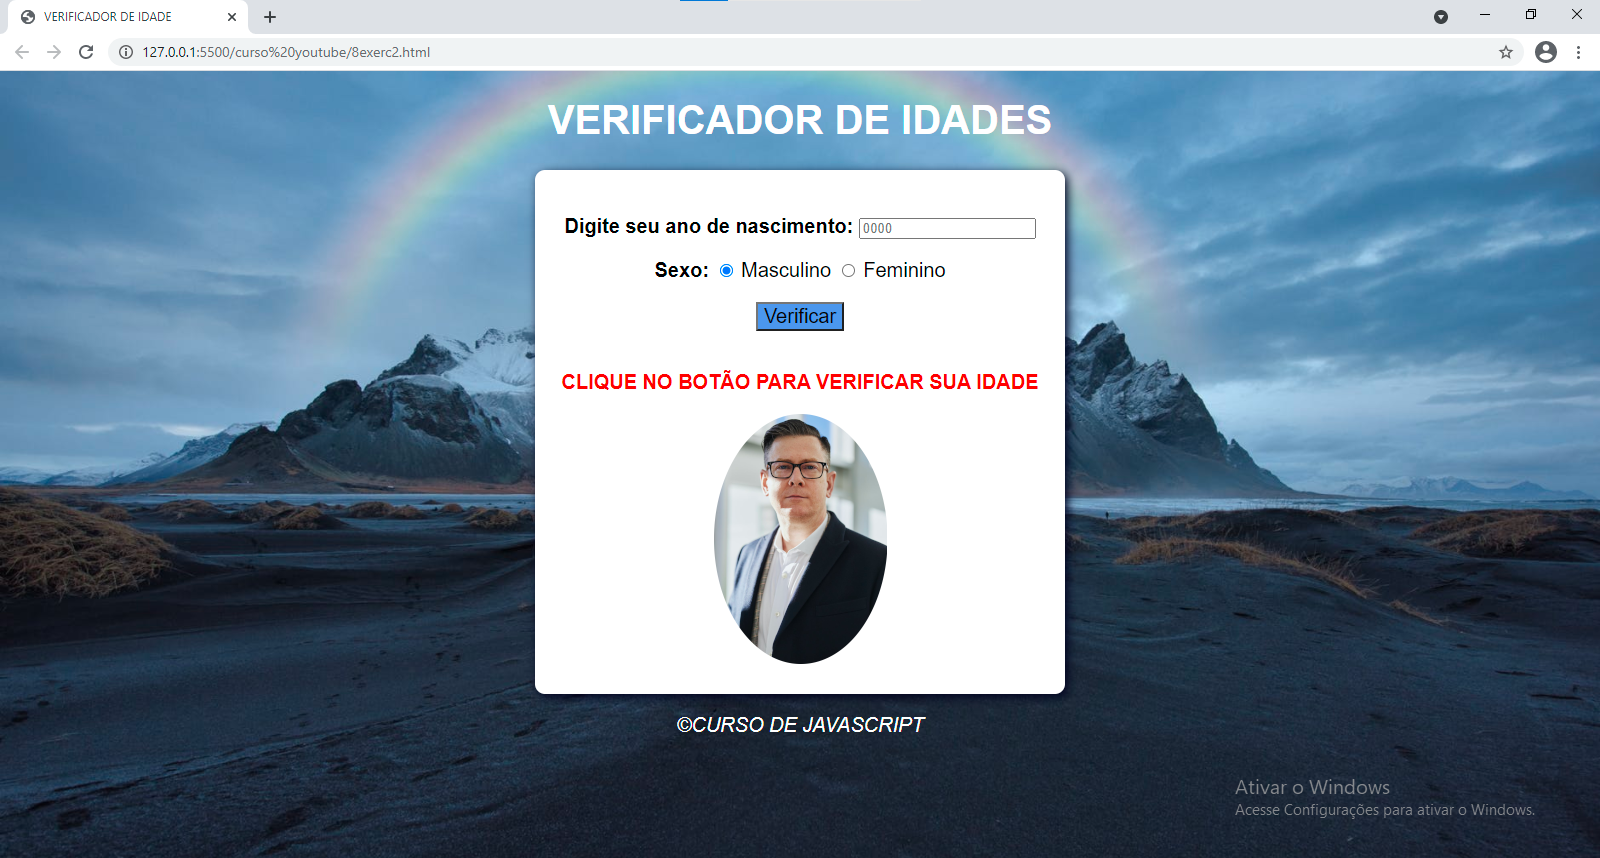 VERIFICADOR DE IDADE
127.0.0.1:5500/curso%20youtube/8exerc2.html
VERIFICADOR DE IDADES
Digite seu ano de nascimento: 0000
Sexo: Masculino Feminino
Verificar
CLIQUE NO BOTÃO PARA VERIFICAR SUA IDADE
©CURSO DE JAVASCRIPT
Ativar o Windows
Acesse Configurações para ativar o Windows.